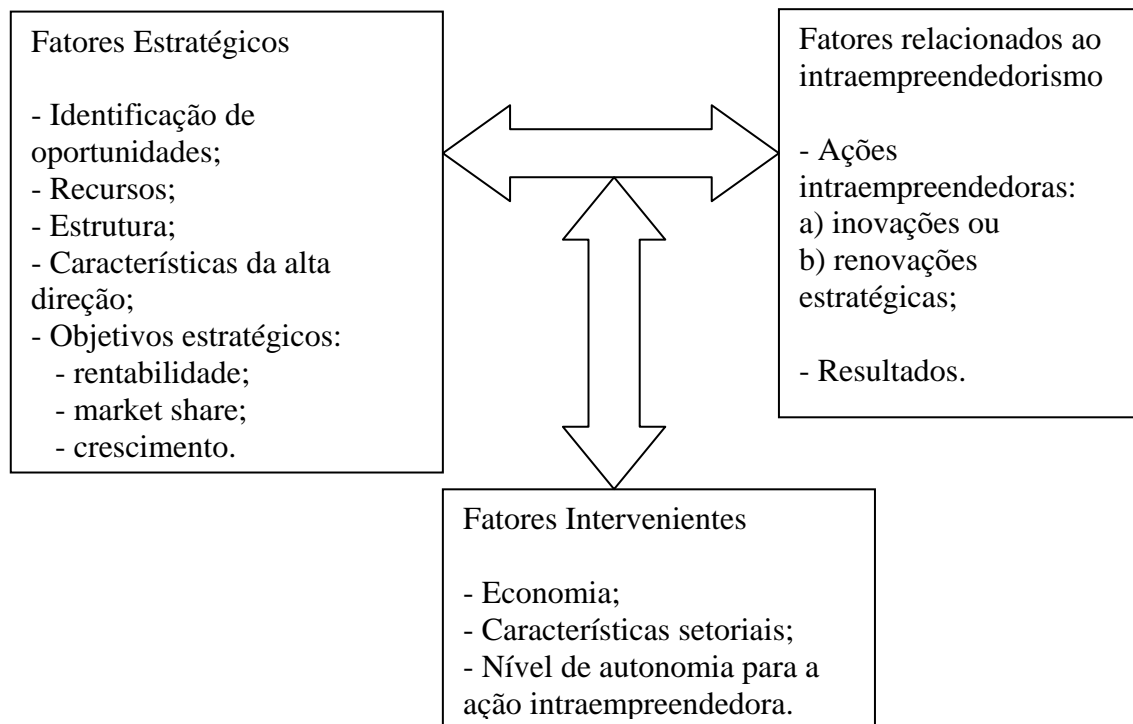 Fatores Estratégicos
- Identificação de
oportunidades;
- Recursos;
- Estrutura;
- Características da alta
direção;
- Objetivos estratégicos:
- rentabilidade;
- market share;
- crescimento.
Fatores relacionados ao
intraempreendedorismo
- Ações
intraempreendedoras:
a) inovações ou
b) renovações
estratégicas;
- Resultados.
Fatores Intervenientes
- Economia;
- Características setoriais;
- Nível de autonomia para a
ação intraempreendedora.